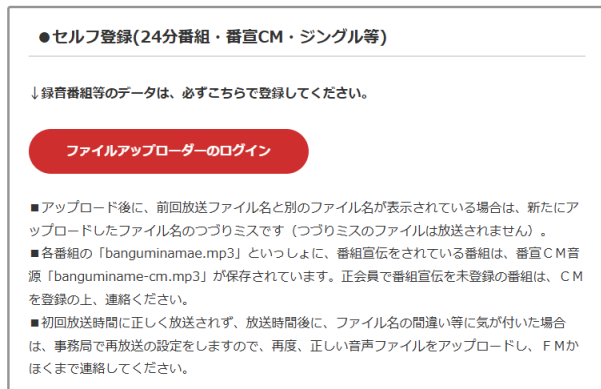 ●セルフ登録(24分番組・番宣CM・ジングル等)
↓録音番組等のデータは、必ずこちらで登録してください。
ファイルアップローダーのログイン
■アップロード後に、前回放送ファイル名と別のファイル名が表示されている場合は、新たにア
ップロードしたファイル名のつづりミスです（つづりミスのファイルは放送されません）。
■各番組の「banguminamae.mp3」といっしょに、番組宣伝をされている番組は、番宣ＣＭ音
源「banguminame-cm.mp3」が保存されています。正会員で番組宣伝を未登録の番組は、ＣＭ
を登録の上、連絡ください。
■初回放送時間に正しく放送されず、放送時間後に、ファイル名の間違い等に気が付いた場合
は、事務局で再放送の設定をしますので、再度、正しい音声ファイルをアップロードし、ＦＭか
ほくまで連絡してください。